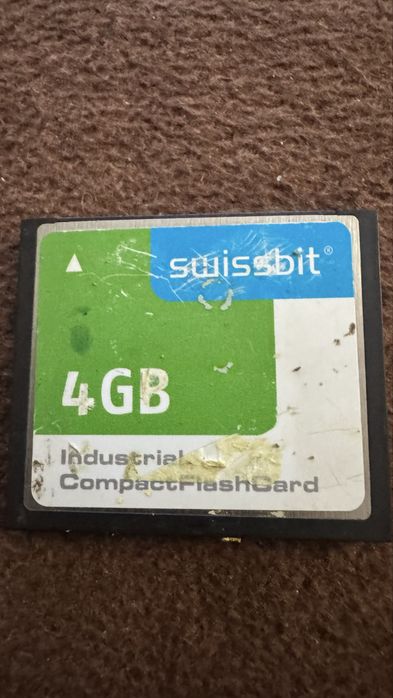 swissbit®
4GB
Industrial
CompactFlashCard